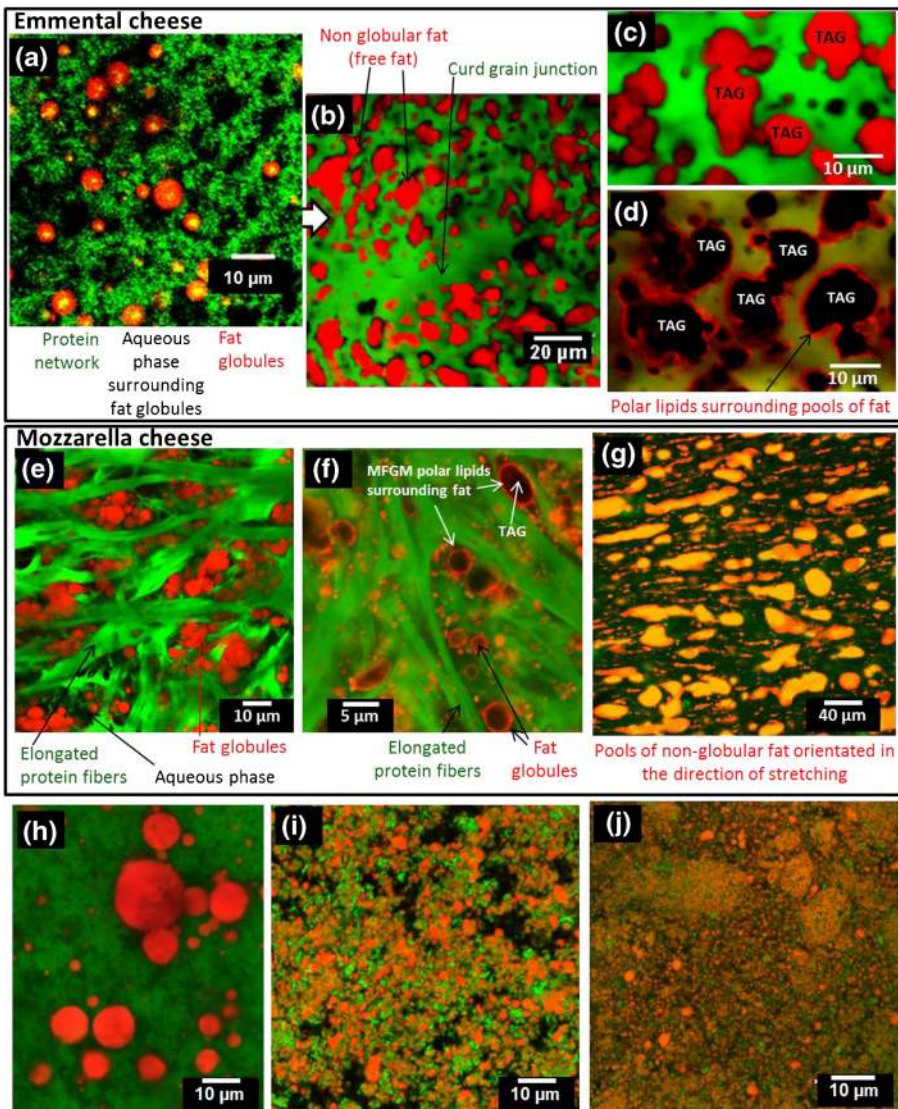 Emmental cheese
(a)
10 µm
Protein
network
Aqueous
phase
surrounding
fat globules
Fat
globules
Non globular fat
(free fat)
Curd grain junction
(b)
20 µm
(c)
TAG
TAG
TAG
10 µm
(d)
TAG
TAG
TAG
TAG
TAG
10 µm
Polar lipids surrounding pools of fat
Mozzarella cheese
(e)
10 µm
Elongated
protein fibers
Fat globules
Aqueous phase
(f)
MFGM polar lipids
surrounding fat
TAG
5 µm
Elongated
protein fibers
Fat
globules
(g)
40 µm
Pools of non-globular fat orientated in
the direction of stretching
(h)
10 µm
(i)
10 µm
(j)
10 µm